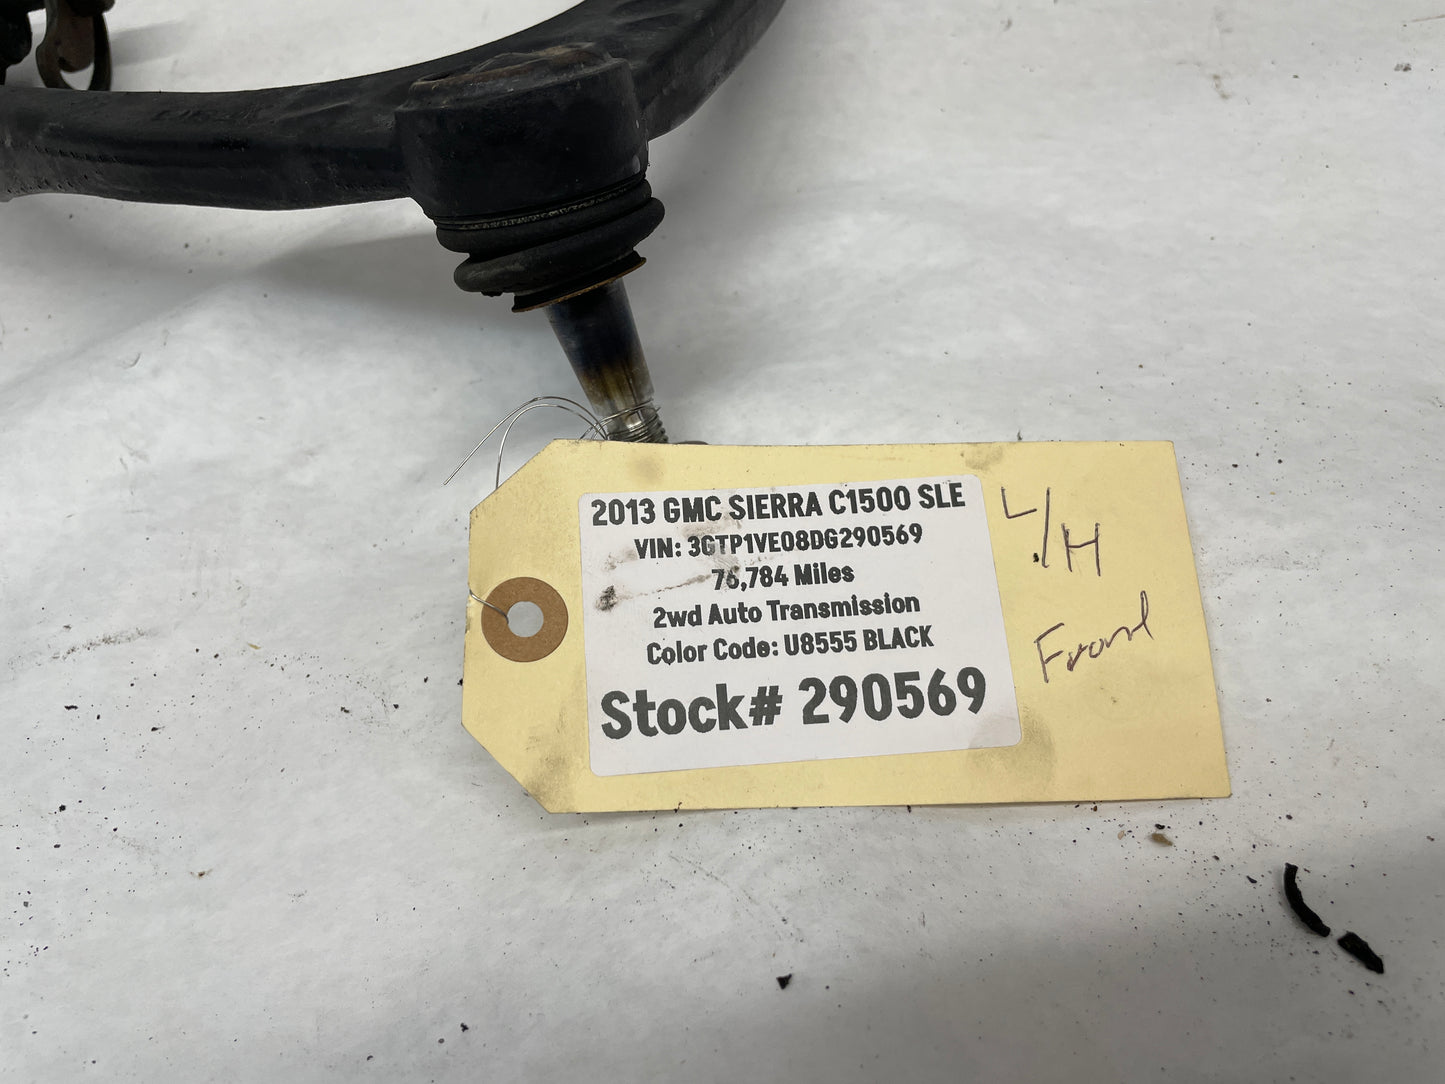 2013 GMC SIERRA C1500 SLE
VIN: 3GTP1VE08DG290569
76,784 Miles
2wd Auto Transmission
Color Code: U8555 BLACK
Stock# 290569
L/H
Front